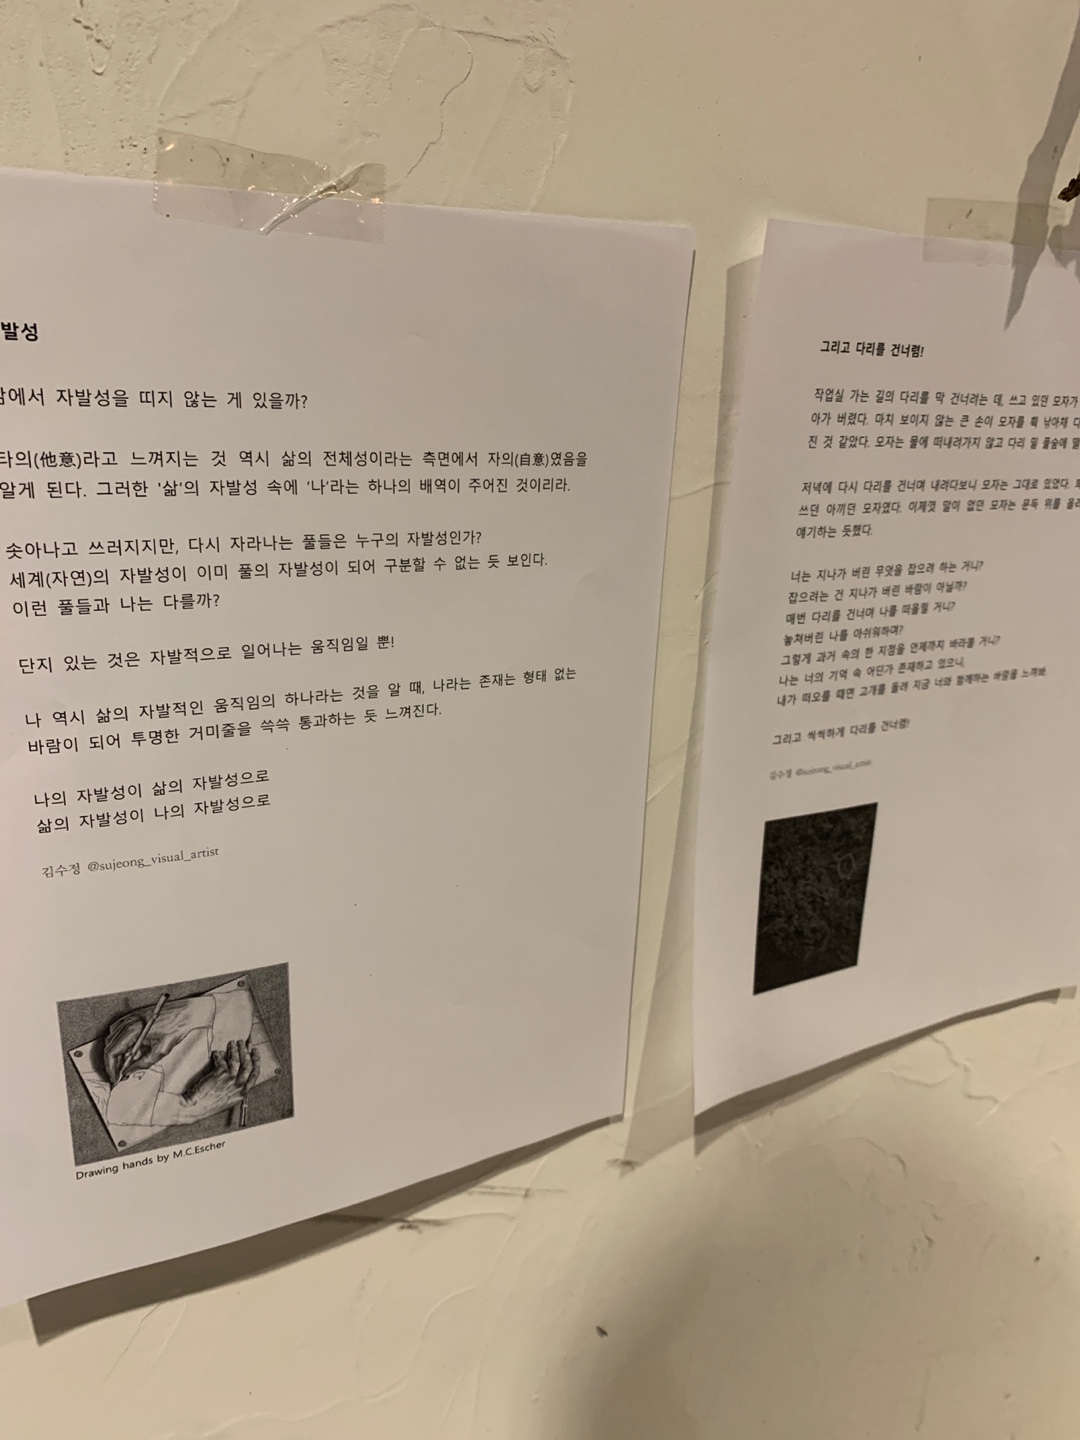 발성
에서 자발성을 띠지 않는 게 있을까?
타의(他意)라고 느껴지는 것 역시 삶의 전체성이라는 측면에서 자의(自意)였음을
알게 된다. 그러한 '삶'의 자발성 속에 '나'라는 하나의 배역이 주어진 것이리라.
솟아나고 쓰러지지만, 다시 자라나는 풀들은 누구의 자발성인가?
세계(자연)의 자발성이 이미 풀의 자발성이 되어 구분할 수 없는 듯 보인다.
이런 풀들과 나는 다를까?
단지 있는 것은 자발적으로 일어나는 움직임일 뿐!
나 역시 삶의 자발적인 움직임의 하나라는 것을 알 때, 나라는 존재는 형태 없는
바람이 되어 투명한 거미줄을 쓱쓱 통과하는 듯 느껴진다.
나의 자발성이 삶의 자발성으로
삶의 자발성이 나의 자발성으로
김수정 @sujeong_visual_artist
Drawing hands by M.C.Escher
그리고 다리를 건너렴!
작업실 가는 길의 다리를 막 건너려는 데, 쓰고 있던 모자가
아가 버렸다. 마치 보이지 않는 큰 손이 모자를 휙 낚아채
진 것 같았다. 모자는 물에 떠내려가지 않고 다리 밑 풀숲에
저녁에 다시 다리를 건너며 내려다보니 모자는 그대로 있었다.
쓰던 아끼던 모자였다. 이제껏 말이 없던 모자는 문득 위를
얘기하는 듯했다.
너는 지나가 버린 무엇을 잡으려 하는 거니?
잡으려는 건 지나가 버린 바람이 아닐까?
매번 다리를 건너며 나를 떠올릴 거니?
놓쳐버린 나를 아쉬워하며?
그렇게 과거 속의 한 지점을 언제까지 바라볼 거니?
나는 너의 기억 속 어딘가 존재하고 있으니,
내가 떠오를 때면 고개를 돌려 지금 너와 함께하는 바람을 느껴봐.
그리고 씩씩하게 다리를 건너렴!
김수정 @sujeong_visual_artist